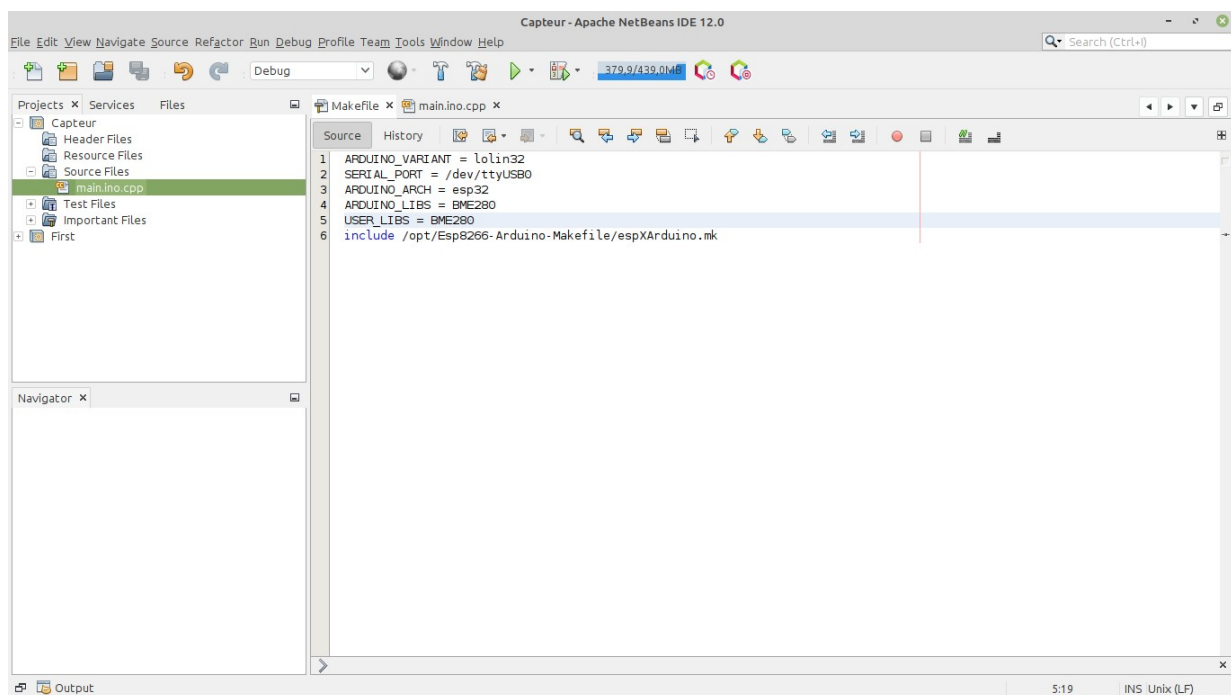 Capteur - Apache NetBeans IDE 12.0
File Edit View Navigate Source Refactor Run Debug Profile Team Tools Window Help
Search (Ctrl+I)
Debug
379,9/439,0MB
Projects Services Files
Makefile main.ino.cpp
Capteur
Header Files
Resource Files
Source Files
main.ino.cpp
Test Files
Important Files
First
Source History
1 ARDUINO_VARIANT = lolin32
2 SERIAL_PORT = /dev/ttyUSB0
3 ARDUINO_ARCH = esp32
4 ARDUINO_LIBS = BME280
5 USER_LIBS = BME280
6 include /opt/Esp8266-Arduino-Makefile/espXArduino.mk
Navigator
Output
5:19 INS Unix (LF)